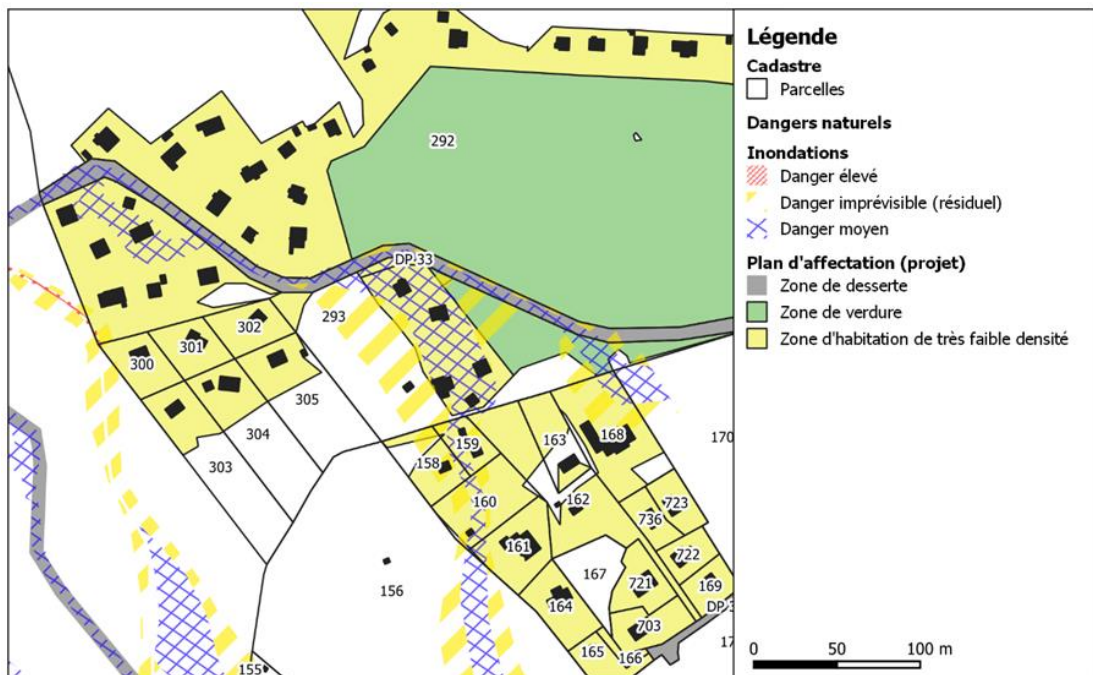 292
DP-33
293
302
301
300
305
304
303
158
159
160
163
168
162
161
167
164
165
166
156
155
736
723
722
721
169
703
170
Légende
Cadastre
Parcelles
Dangers naturels
Inondations
Danger élevé
Danger imprévisible (résiduel)
Danger moyen
Plan d'affectation (projet)
Zone de desserte
Zone de verdure
Zone d'habitation de très faible densité
0 50 100 m